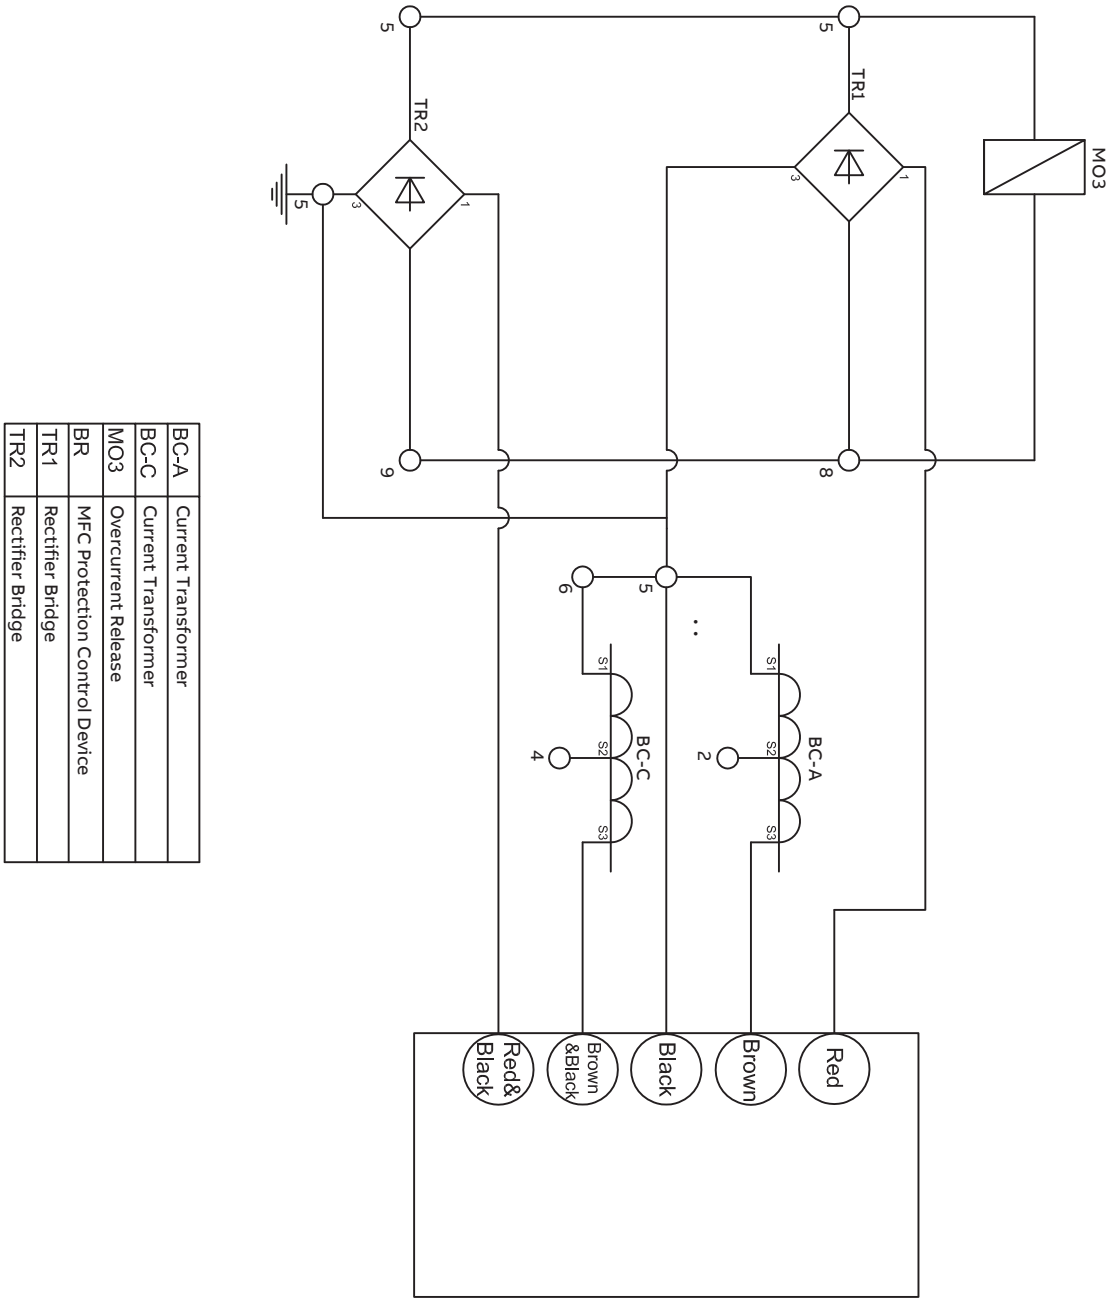 MO3
1
TR1
Red
5
8
BC-A
3
S1
S2
S3
Brown
2
..
Black
5
BC-C
S1
S2
S3
Brown
&Black
6
4
Red&
Black
1
TR2
5
9
3
5
BC-A Current Transformer
BC-C Current Transformer
MO3 Overcurrent Release
BR MFC Protection Control Device
TR1 Rectifier Bridge
TR2 Rectifier Bridge